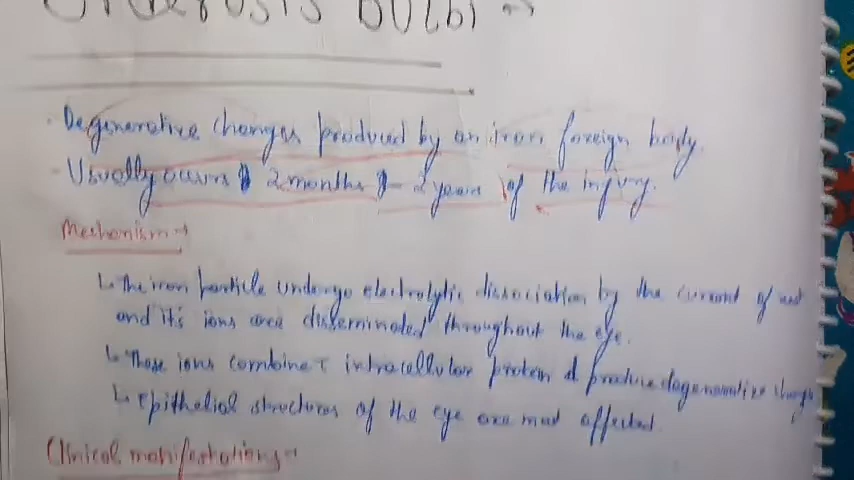 Siderosis Bulbi →
· Degenerative changes produced by an iron foreign body.
· Usually occurs 2 months - 2 years of the injury.
Mechanism →
↳ The iron particle undergo electrolytic dissociation by the current of rest
and it's ions are disseminated throughout the eye.
↳ These ions combine c̄ intracellular protein & produce degenerative changes
↳ Epithelial structures of the eye are most affected.
Clinical manifestations →